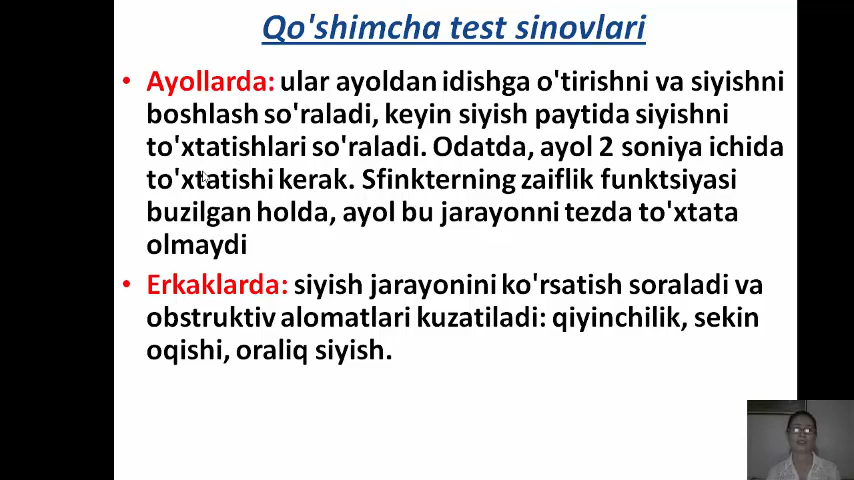 Qo'shimcha test sinovlari
• Ayollarda: ular ayoldan idishga o'tirishni va siyishni
boshlash so'raladi, keyin siyish paytida siyishni
to'xtatishlari so'raladi. Odatda, ayol 2 soniya ichida
to'xtatishi kerak. Sfinkterning zaiflik funktsiyasi
buzilgan holda, ayol bu jarayonni tezda to'xtata
olmaydi
• Erkaklarda: siyish jarayonini ko'rsatish soraladi va
obstruktiv alomatlari kuzatiladi: qiyinchilik, sekin
oqishi, oraliq siyish.